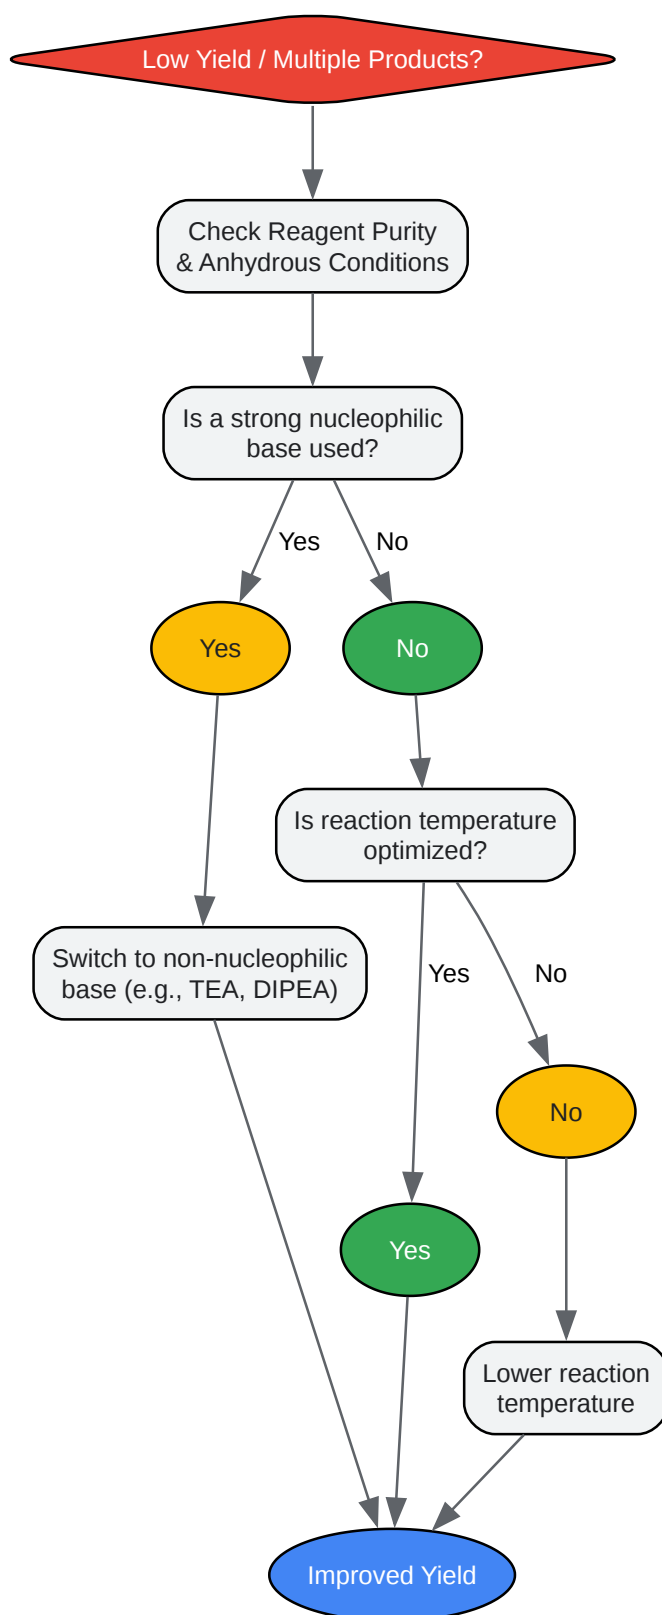 Low Yield / Multiple Products?
Check Reagent Purity
& Anhydrous Conditions
Is a strong nucleophilic
base used?
Yes
No
Yes
No
Is reaction temperature
optimized?
Switch to non-nucleophilic
base (e.g., TEA, DIPEA)
Yes
No
No
Yes
Lower reaction
temperature
Improved Yield